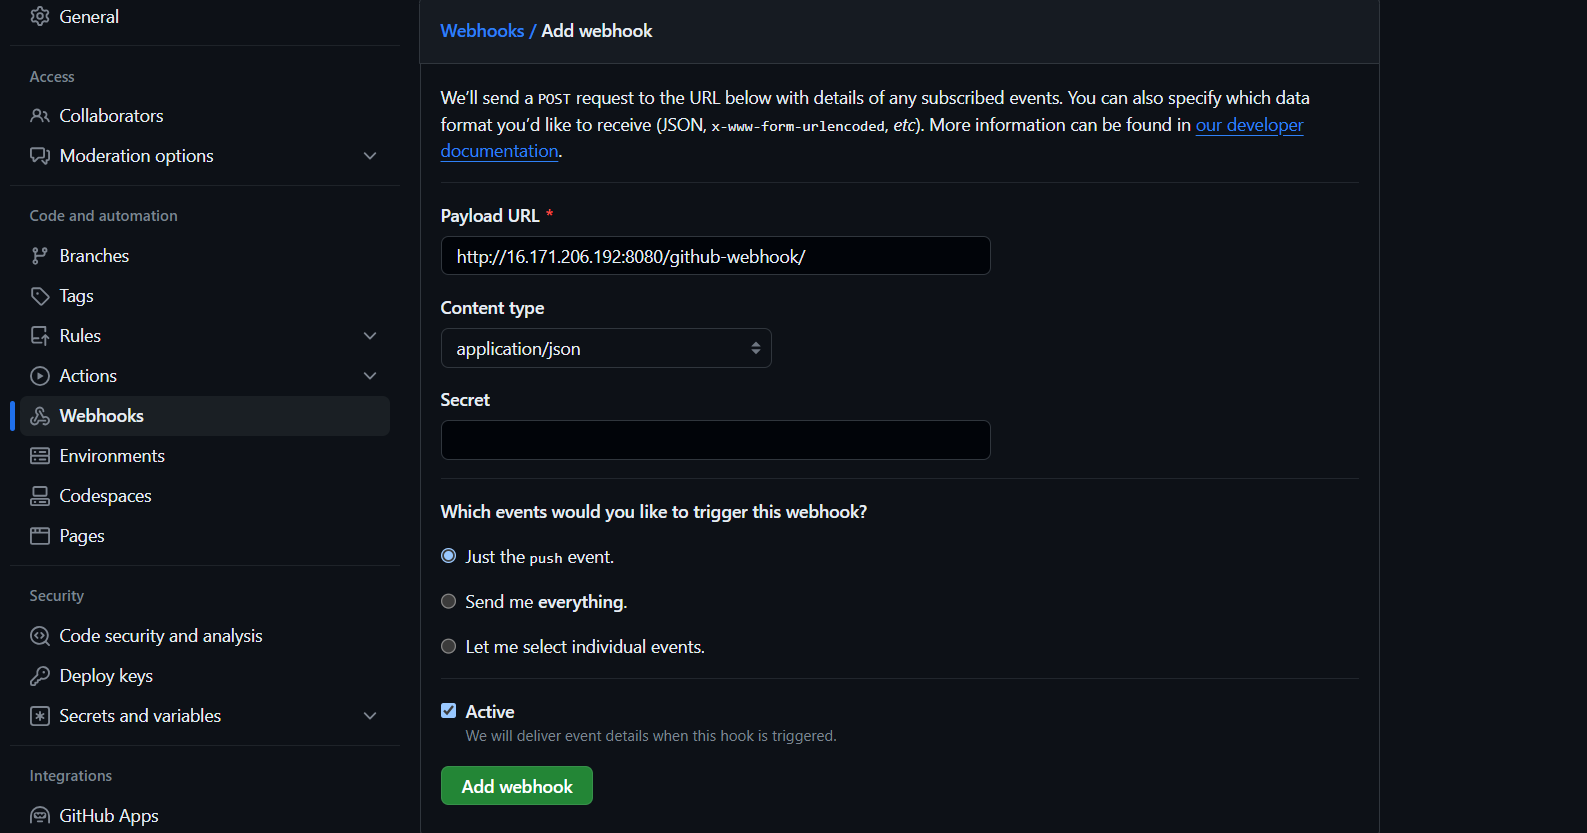 General
Access
Collaborators
Moderation options
Code and automation
Branches
Tags
Rules
Actions
Webhooks
Environments
Codespaces
Pages
Security
Code security and analysis
Deploy keys
Secrets and variables
Integrations
GitHub Apps
Webhooks / Add webhook
We’ll send a POST request to the URL below with details of any subscribed events. You can also specify which data
format you’d like to receive (JSON, x-www-form-urlencoded, etc). More information can be found in our developer
documentation.
Payload URL *
http://16.171.206.192:8080/github-webhook/
Content type
application/json
Secret
Which events would you like to trigger this webhook?
Just the push event.
Send me everything.
Let me select individual events.
Active
We will deliver event details when this hook is triggered.
Add webhook